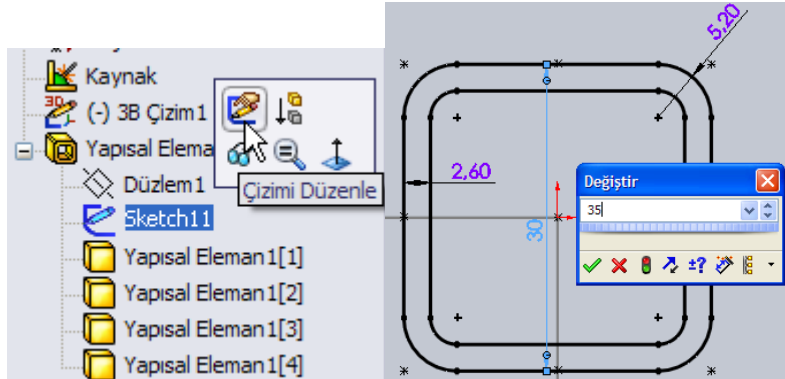 Kaynak
(-) 3B Çizim1
Yapısal Elema
Çizimi Düzenle
Düzlem1
Sketch11
Yapısal Eleman1[1]
Yapısal Eleman1[2]
Yapısal Eleman1[3]
Yapısal Eleman1[4]
5,20
2,60
30
Değiştir
35